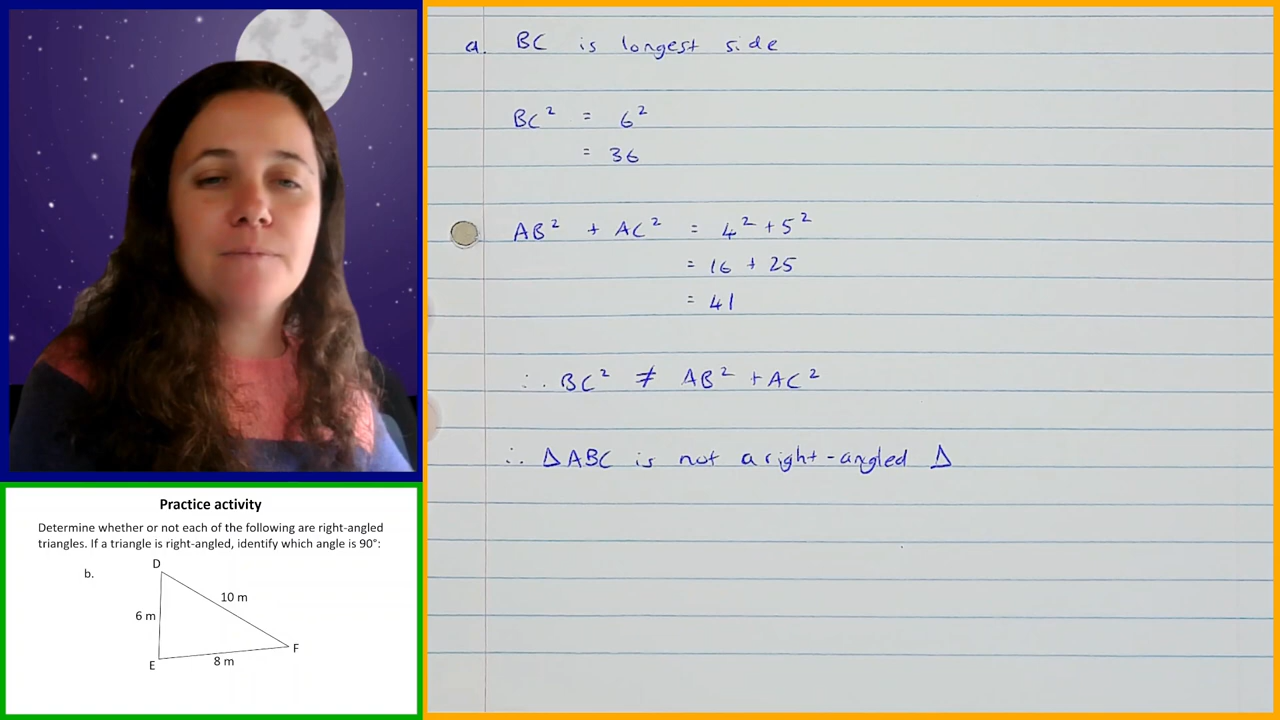 a. BC is longest side
BC² = 6²
= 36
AB² + AC² = 4² + 5²
= 16 + 25
= 41
∴ BC² ≠ AB² + AC²
∴ △ABC is not a right-angled △
Practice activity
Determine whether or not each of the following are right-angled
triangles. If a triangle is right-angled, identify which angle is 90°:
b.
D
10 m
6 m
F
8 m
E